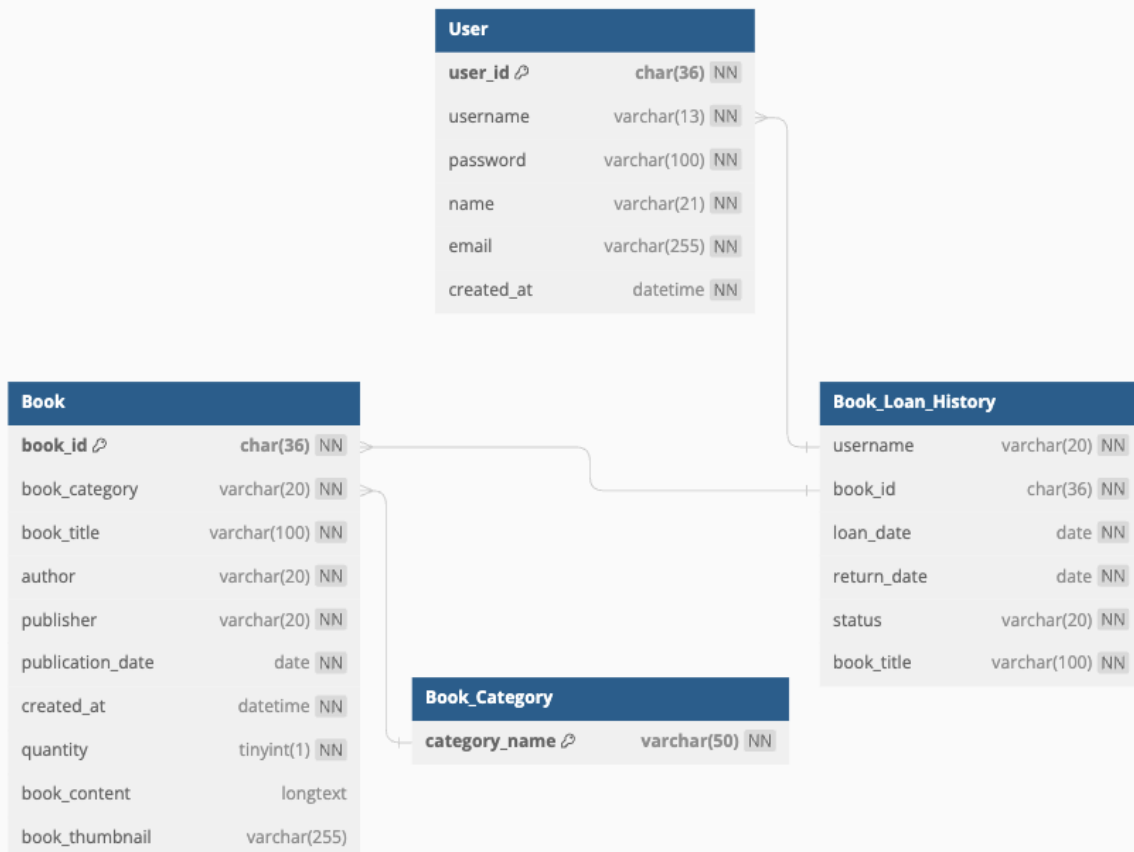 User
user_id char(36) NN
username varchar(13) NN
password varchar(100) NN
name varchar(21) NN
email varchar(255) NN
created_at datetime NN
Book
book_id char(36) NN
book_category varchar(20) NN
book_title varchar(100) NN
author varchar(20) NN
publisher varchar(20) NN
publication_date date NN
created_at datetime NN
quantity tinyint(1) NN
book_content longtext
book_thumbnail varchar(255)
Book_Category
category_name varchar(50) NN
Book_Loan_History
username varchar(20) NN
book_id char(36) NN
loan_date date NN
return_date date NN
status varchar(20) NN
book_title varchar(100) NN